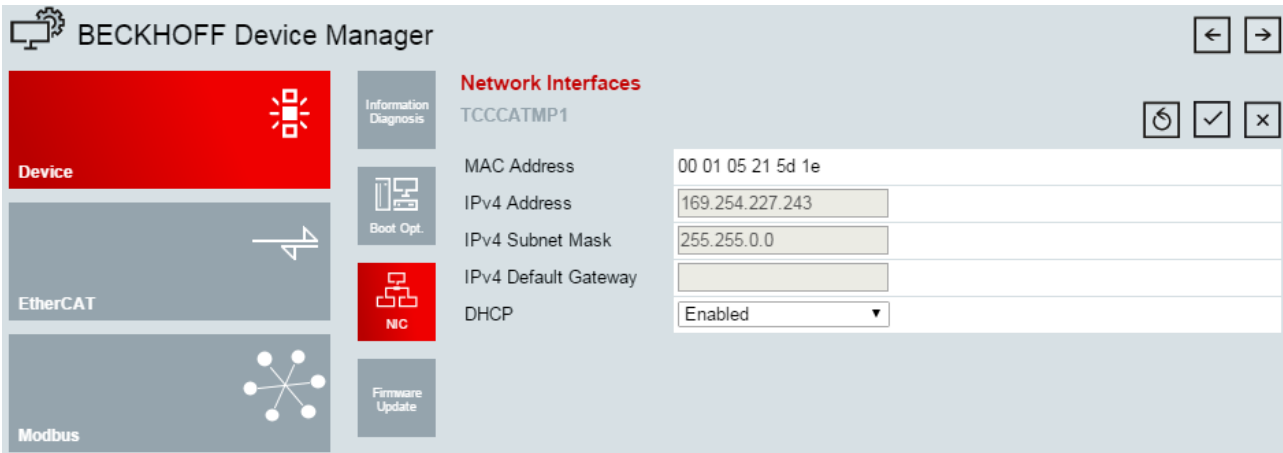 BECKHOFF Device Manager
Device
EtherCAT
Modbus
Information
Diagnosis
Boot Opt.
NIC
Firmware
Update
Network Interfaces
TCCCATMP1
MAC Address 00 01 05 21 5d 1e
IPv4 Address 169.254.227.243
IPv4 Subnet Mask 255.255.0.0
IPv4 Default Gateway
DHCP Enabled